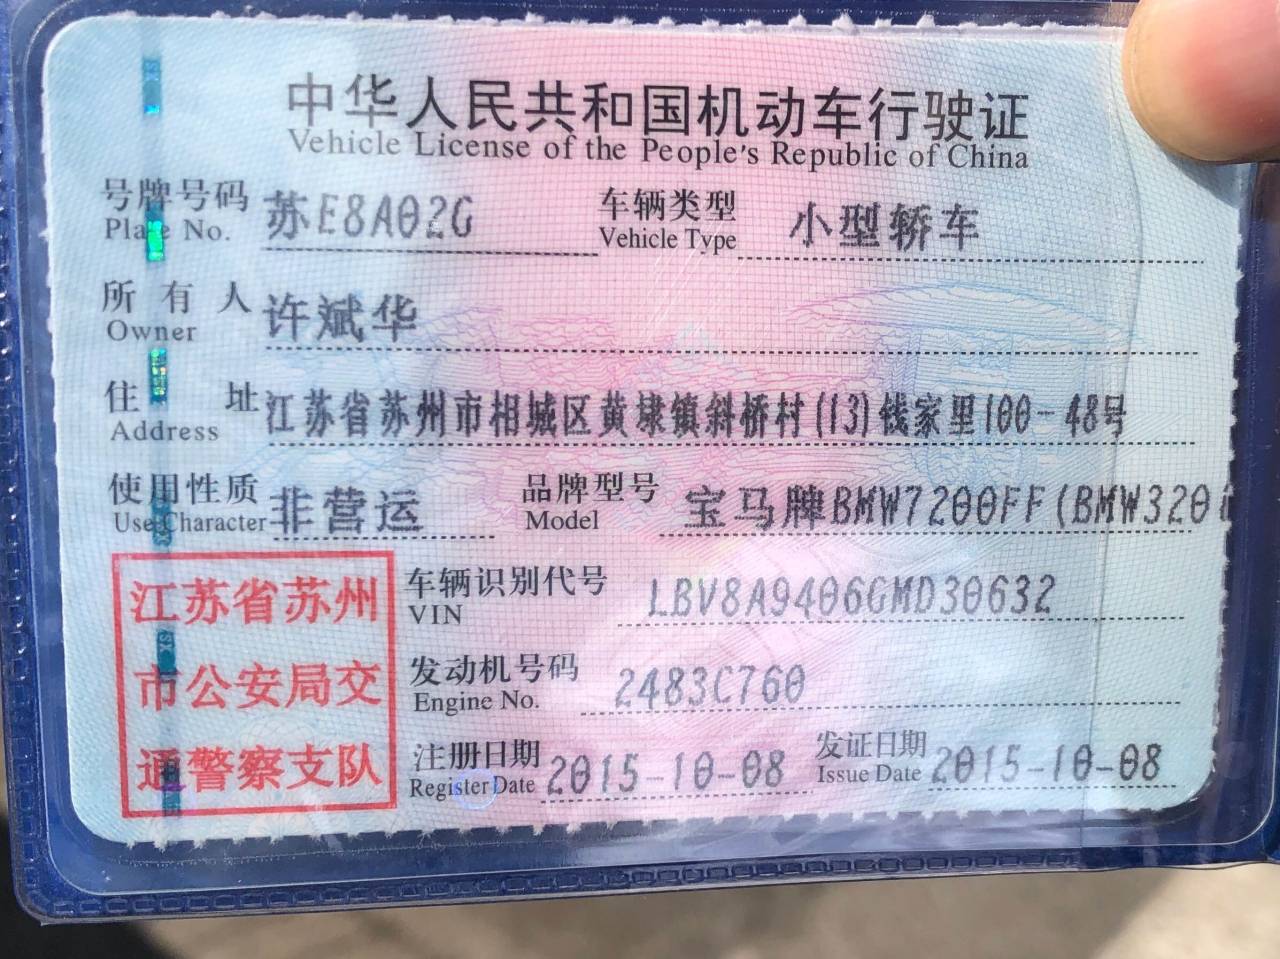 中华人民共和国机动车行驶证
Vehicle License of the People's Republic of China
号牌号码 苏E8A02G 车辆类型 小型轿车
Plate No. Vehicle Type
所有人 许斌华
Owner
住址 江苏省苏州市相城区黄埭镇斜桥村(13)钱家里100-48号
Address
使用性质 非营运 品牌型号 宝马牌BMW7200FF(BMW320i
Use Character Model
江苏省苏州
市公安局交
通警察支队
车辆识别代号 LBV8A9406GMD30632
VIN
发动机号码 2483C760
Engine No.
注册日期 2015-10-08 发证日期 2015-10-08
Register Date Issue Date